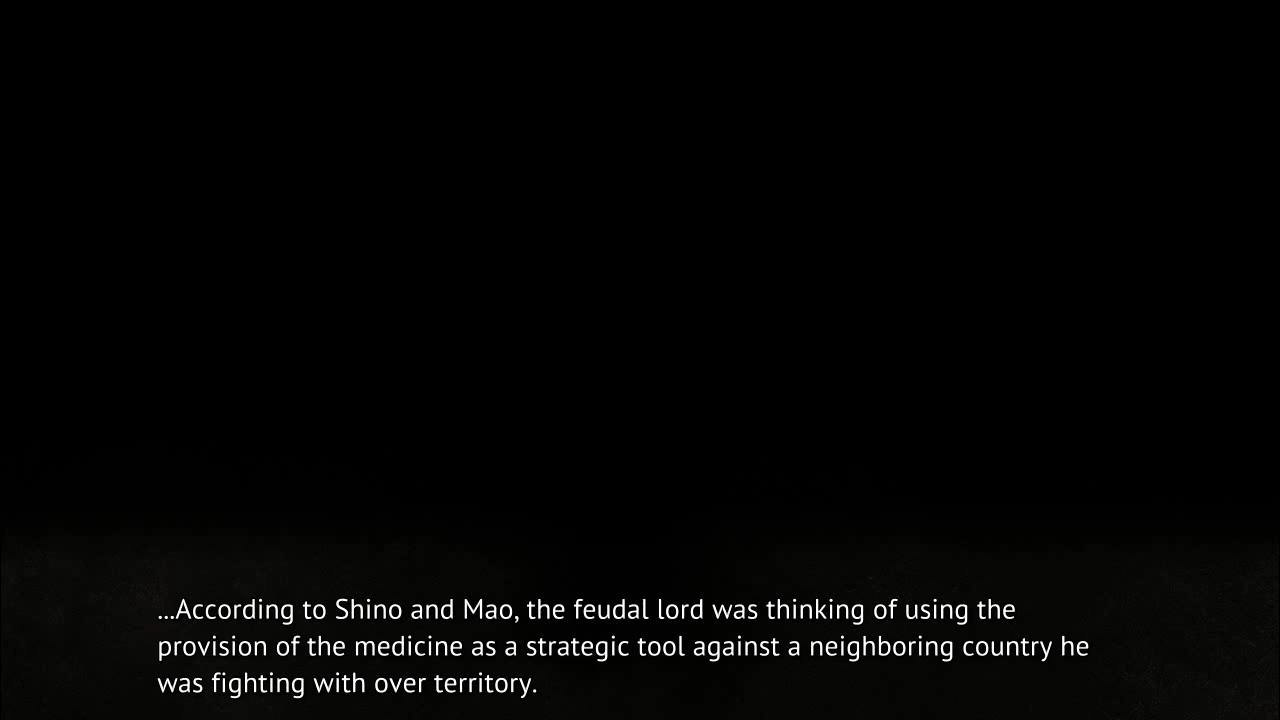 ...According to Shino and Mao, the feudal lord was thinking of using the
provision of the medicine as a strategic tool against a neighboring country he
was fighting with over territory.